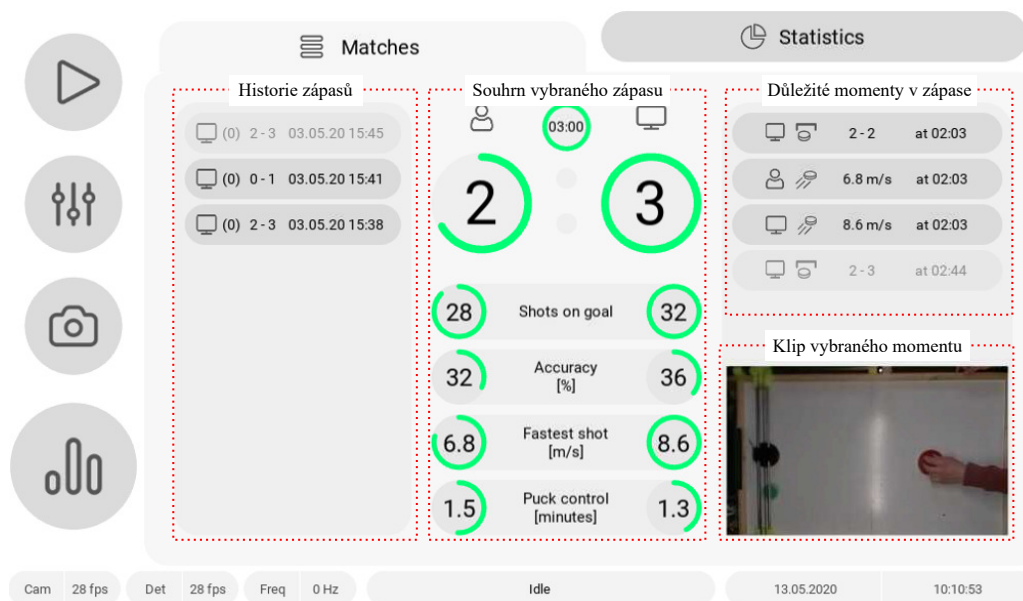 Matches
Statistics
Historie zápasů
(0) 2 - 3 03.05.20 15:45
(0) 0 - 1 03.05.20 15:41
(0) 2 - 3 03.05.20 15:38
Souhrn vybraného zápasu
03:00
2 3
28 Shots on goal 32
32 Accuracy 36
[%]
6.8 Fastest shot 8.6
[m/s]
1.5 Puck control 1.3
[minutes]
Důležité momenty v zápase
2 - 2 at 02:03
6.8 m/s at 02:03
8.6 m/s at 02:03
2 - 3 at 02:44
Klip vybraného momentu
Cam 28 fps Det 28 fps Freq 0 Hz Idle 13.05.2020 10:10:53